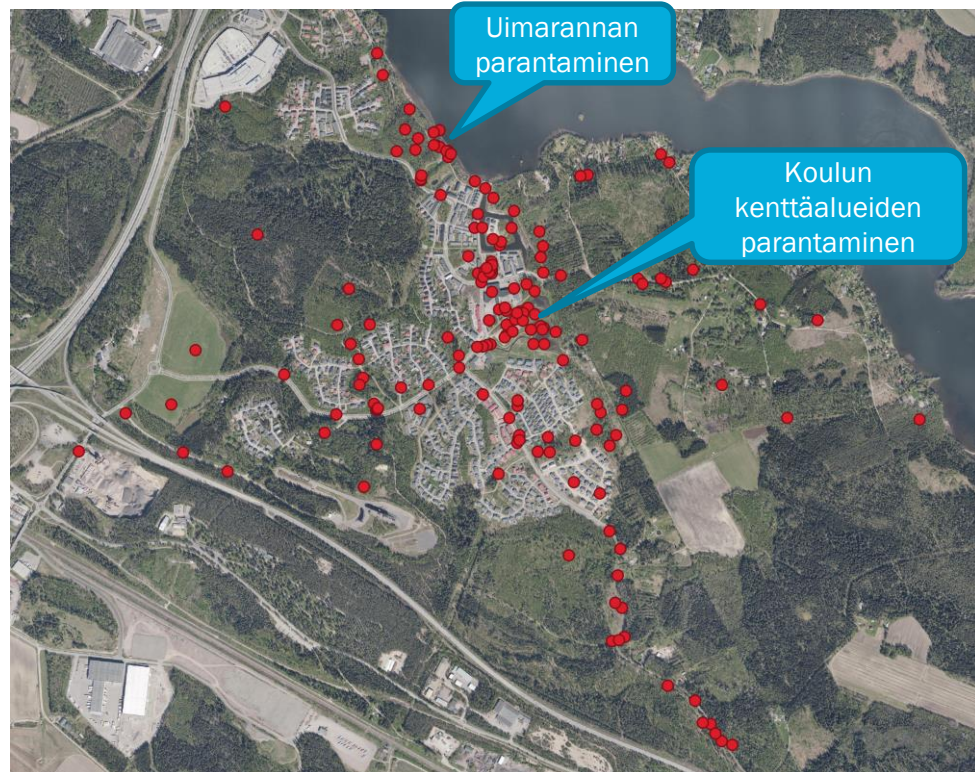 Uimarannan
parantaminen
Koulun
kenttäalueiden
parantaminen